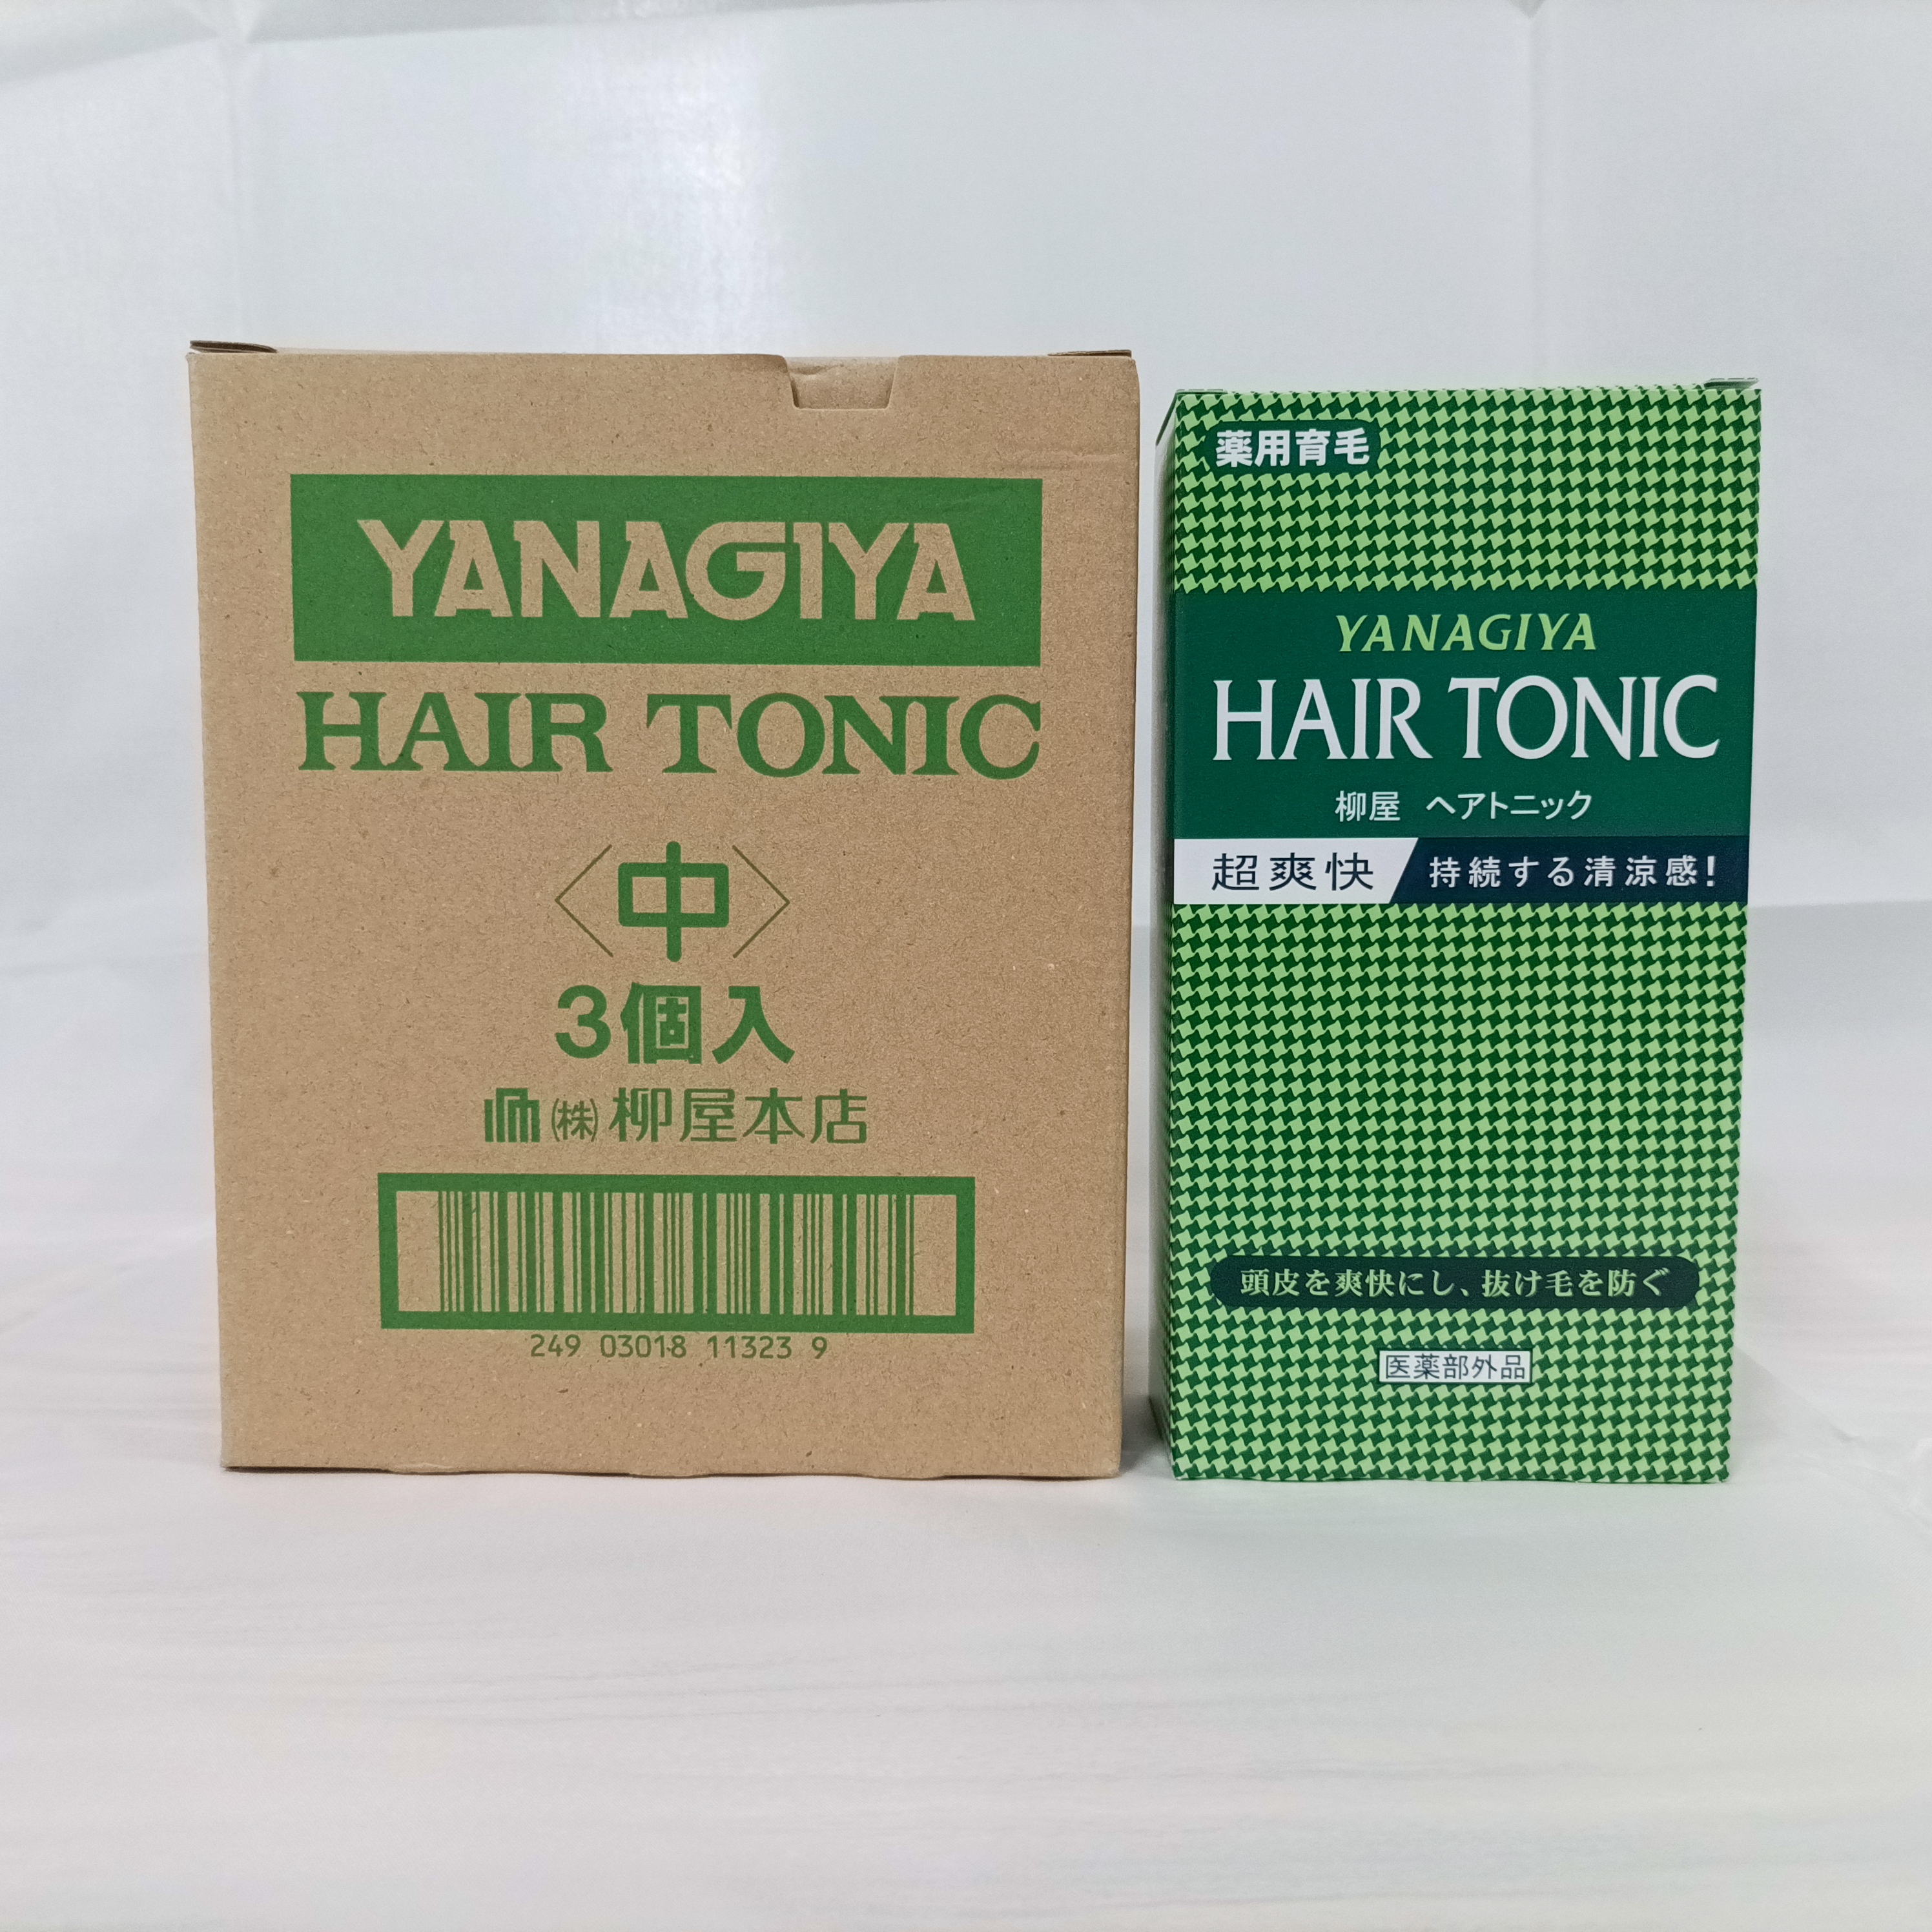 YANAGIYA
HAIR TONIC
〈中〉
3個入
㈱柳屋本店
249 03018 11323 9
薬用育毛
YANAGIYA
HAIR TONIC
柳屋 ヘアトニック
超爽快 持続する清涼感!
頭皮を爽快にし、抜け毛を防ぐ
医薬部外品